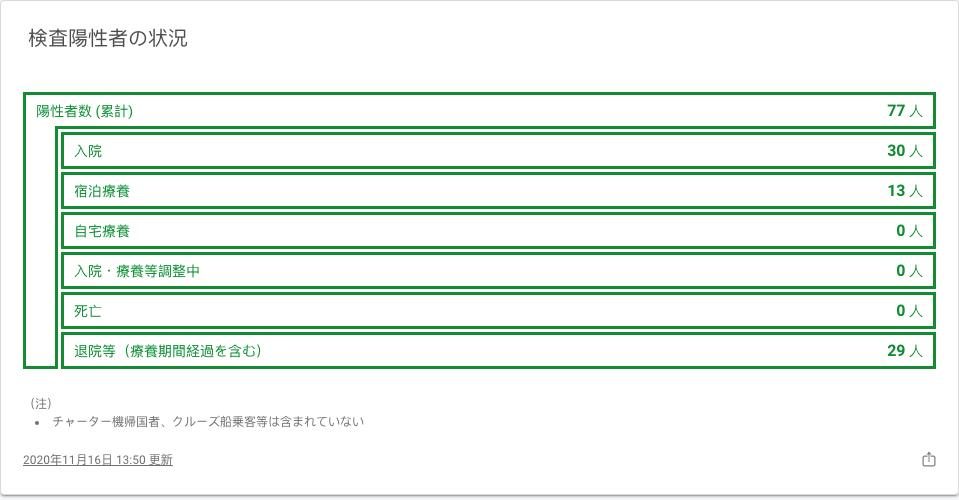 検査陽性者の状況
陽性者数 (累計) 77 人
入院 30 人
宿泊療養 13 人
自宅療養 0 人
入院・療養等調整中 0 人
死亡 0 人
退院等（療養期間経過を含む） 29 人
（注）
• チャーター機帰国者、クルーズ船乗客等は含まれていない
2020年11月16日 13:50 更新